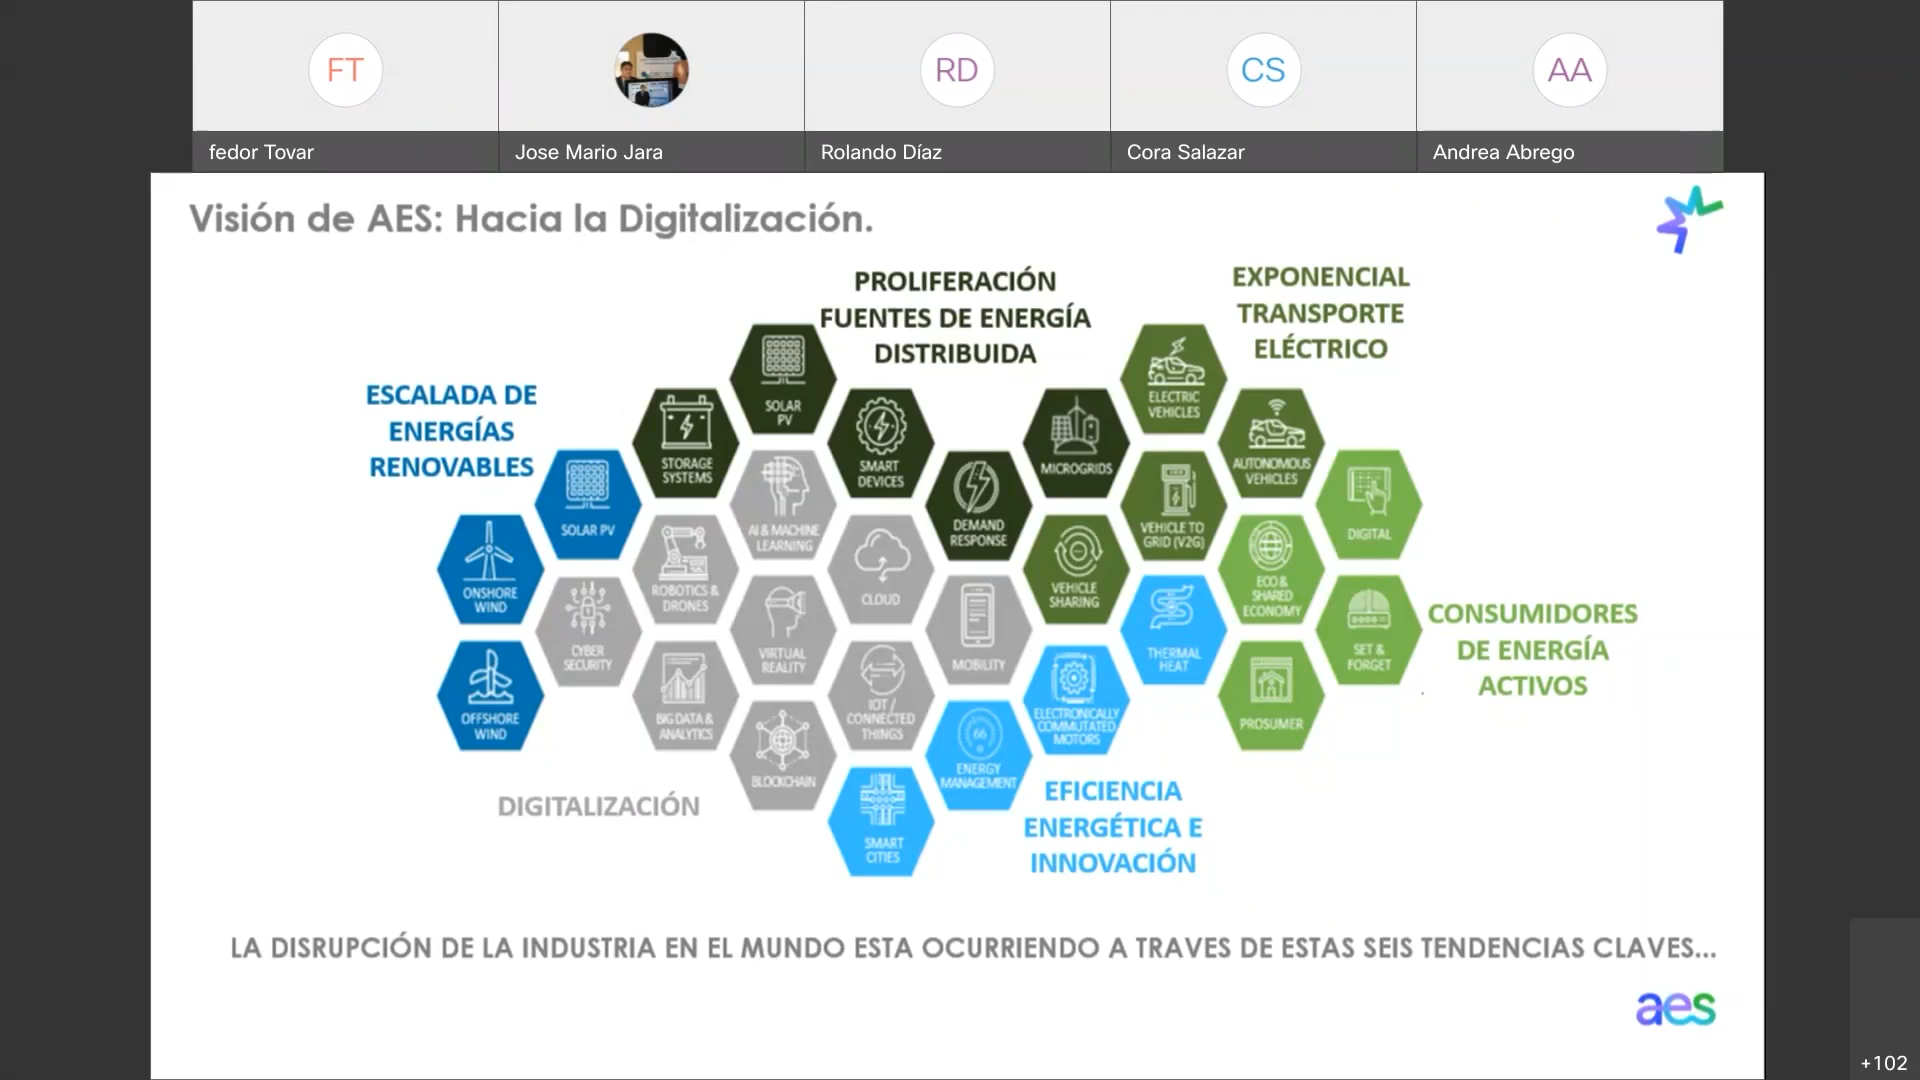 FT
RD
CS
AA
fedor Tovar
Jose Mario Jara
Rolando Díaz
Cora Salazar
Andrea Abrego
Visión de AES: Hacia la Digitalización.
PROLIFERACIÓN
FUENTES DE ENERGÍA
DISTRIBUIDA
EXPONENCIAL
TRANSPORTE
ELÉCTRICO
ESCALADA DE
ENERGÍAS
RENOVABLES
SOLAR
PV
STORAGE
SYSTEMS
SMART
DEVICES
DEMAND
RESPONSE
MICROGRIDS
ELECTRIC
VEHICLES
AUTONOMOUS
VEHICLES
VEHICLE TO
GRID (V2G)
VEHICLE
SHARING
DIGITAL
ECO &
SHARED
ECONOMY
SET &
FORGET
PROSUMER
SOLAR PV
ONSHORE
WIND
OFFSHORE
WIND
AI & MACHINE
LEARNING
ROBOTICS &
DRONES
CLOUD
CYBER
SECURITY
VIRTUAL
REALITY
MOBILITY
BIG DATA &
ANALYTICS
IOT /
CONNECTED
THINGS
BLOCKCHAIN
THERMAL
HEAT
ELECTRONICALLY
COMMUTATED
MOTORS
66
ENERGY
MANAGEMENT
SMART
CITIES
CONSUMIDORES
DE ENERGÍA
ACTIVOS
DIGITALIZACIÓN
EFICIENCIA
ENERGÉTICA E
INNOVACIÓN
LA DISRUPCIÓN DE LA INDUSTRIA EN EL MUNDO ESTA OCURRIENDO A TRAVES DE ESTAS SEIS TENDENCIAS CLAVES...
aes
+102